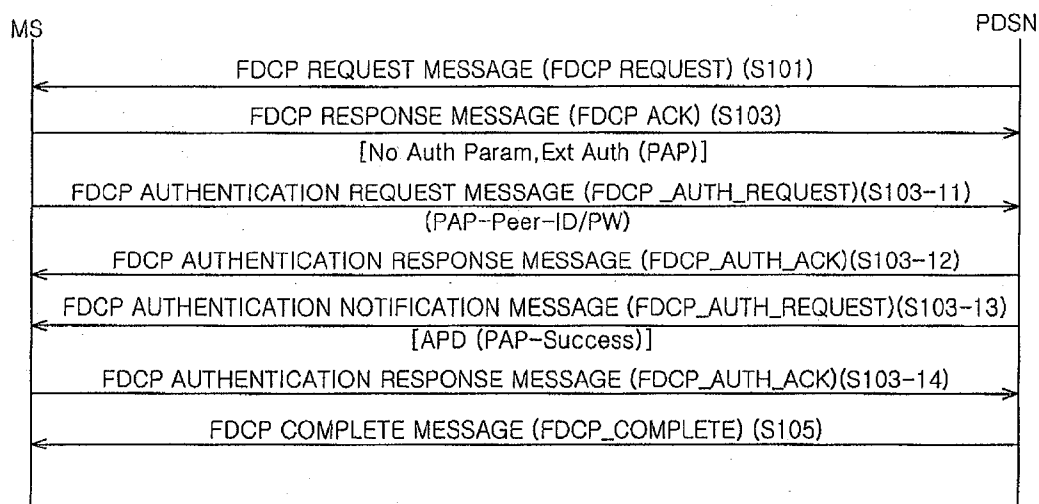 MS
PDSN
FDCP REQUEST MESSAGE (FDCP REQUEST) (S101)
FDCP RESPONSE MESSAGE (FDCP ACK) (S103)
[No Auth Param,Ext Auth (PAP)]
FDCP AUTHENTICATION REQUEST MESSAGE (FDCP _AUTH_REQUEST)(S103-11)
(PAP-Peer-ID/PW)
FDCP AUTHENTICATION RESPONSE MESSAGE (FDCP_AUTH_ACK)(S103-12)
FDCP AUTHENTICATION NOTIFICATION MESSAGE (FDCP_AUTH_REQUEST)(S103-13)
[APD (PAP-Success)]
FDCP AUTHENTICATION RESPONSE MESSAGE (FDCP_AUTH_ACK)(S103-14)
FDCP COMPLETE MESSAGE (FDCP_COMPLETE) (S105)